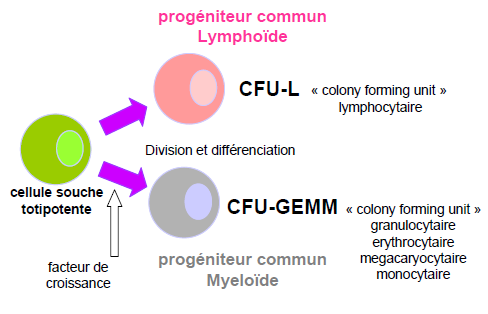 progéniteur commun
Lymphoïde
CFU-L « colony forming unit »
lymphocytaire
Division et différenciation
cellule souche
totipotente
CFU-GEMM « colony forming unit »
granulocytaire
erythrocytaire
megacaryocytaire
monocytaire
facteur de
croissance
progéniteur commun
Myeloïde